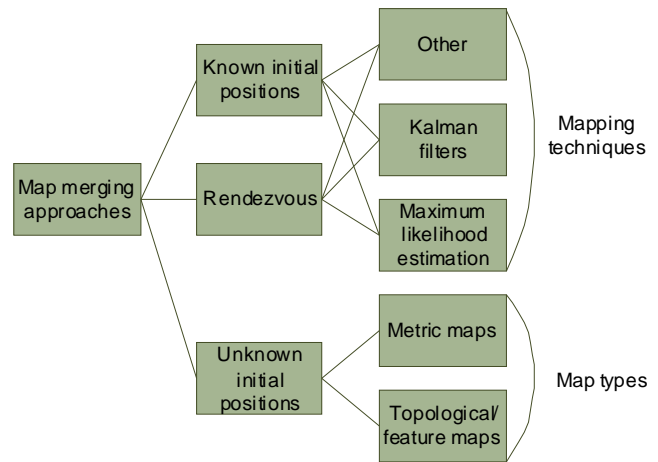 Map merging
approaches
Known initial
positions
Rendezvous
Unknown
initial
positions
Other
Kalman
filters
Maximum
likelihood
estimation
Mapping
techniques
Metric maps
Topological/
feature maps
Map types